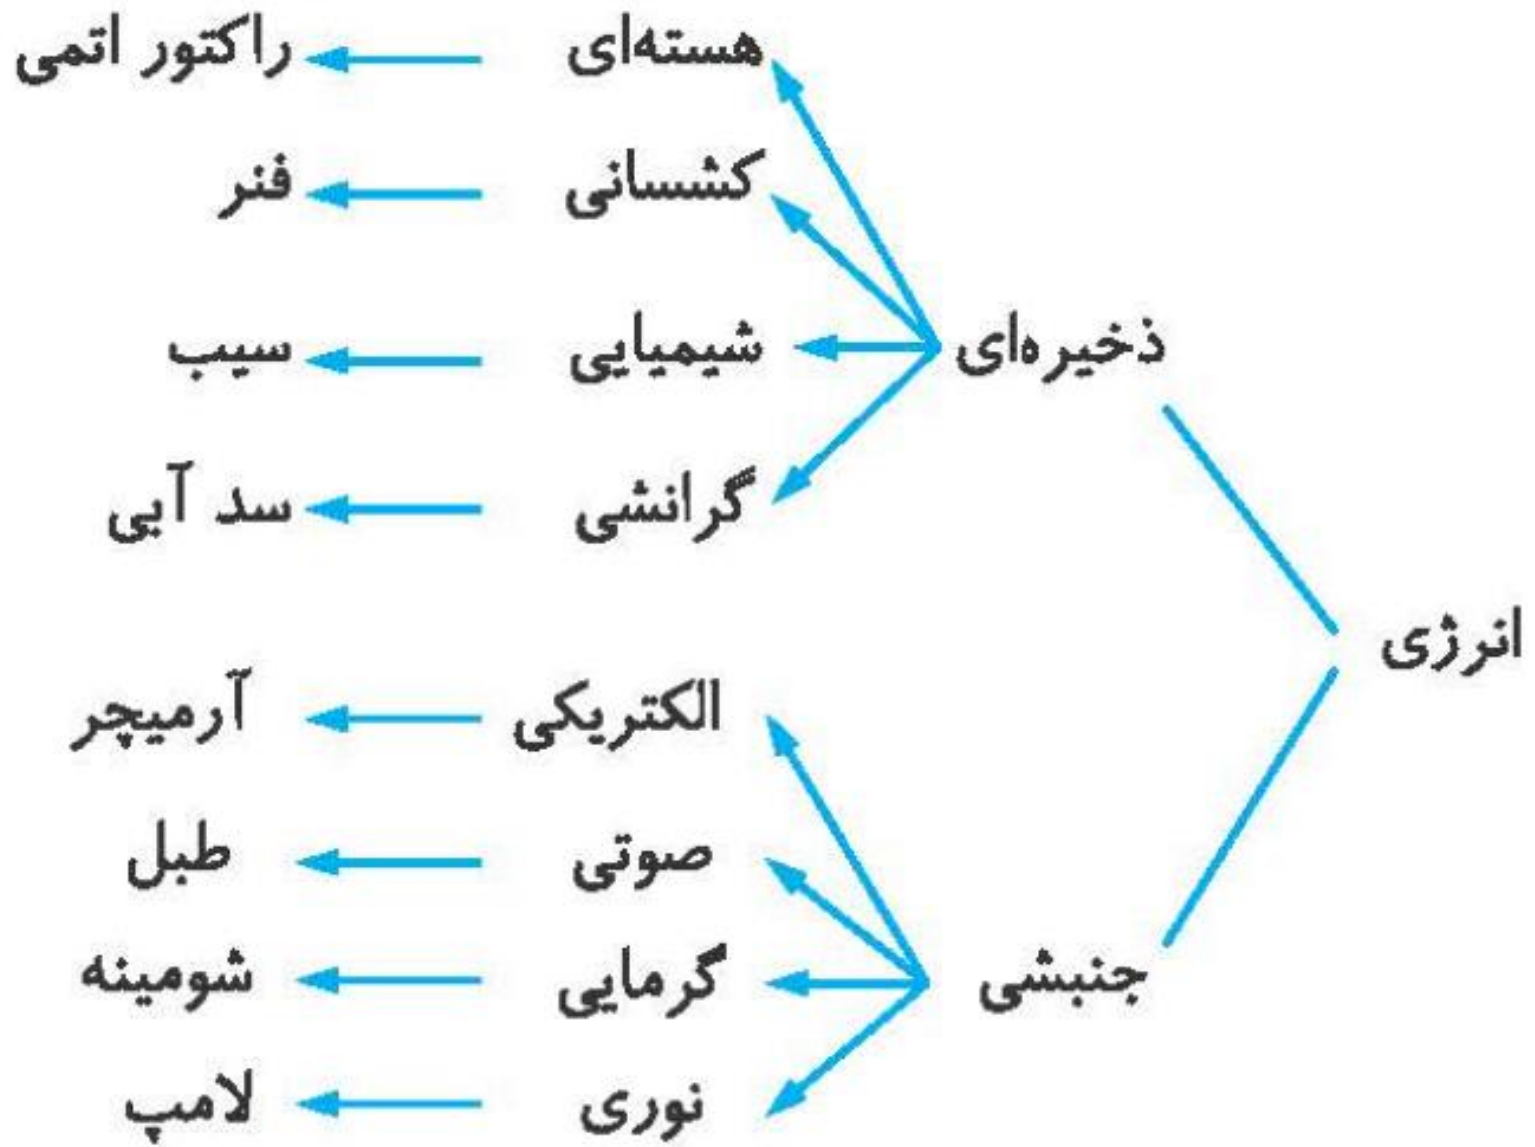 هسته‌ای راکتور اتمی
کشسانی فنر
ذخیره‌ای شیمیایی سیب
گرانشی سد آبی
انرژی
الکتریکی آرمیچر
صوتی طبل
جنبشی گرمایی شومینه
نوری لامپ